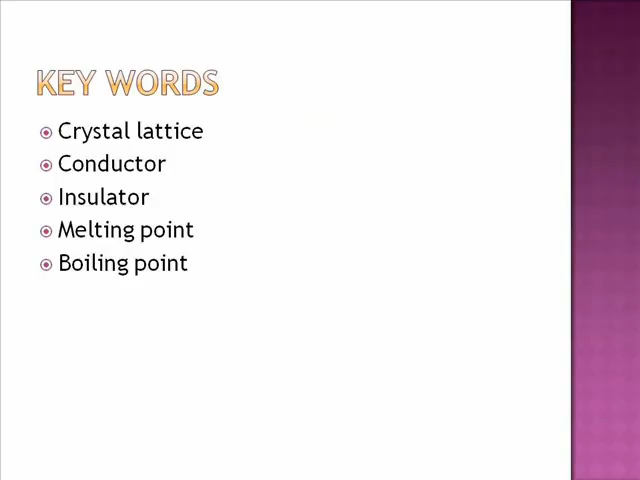 KEY WORDS
Crystal lattice
Conductor
Insulator
Melting point
Boiling point